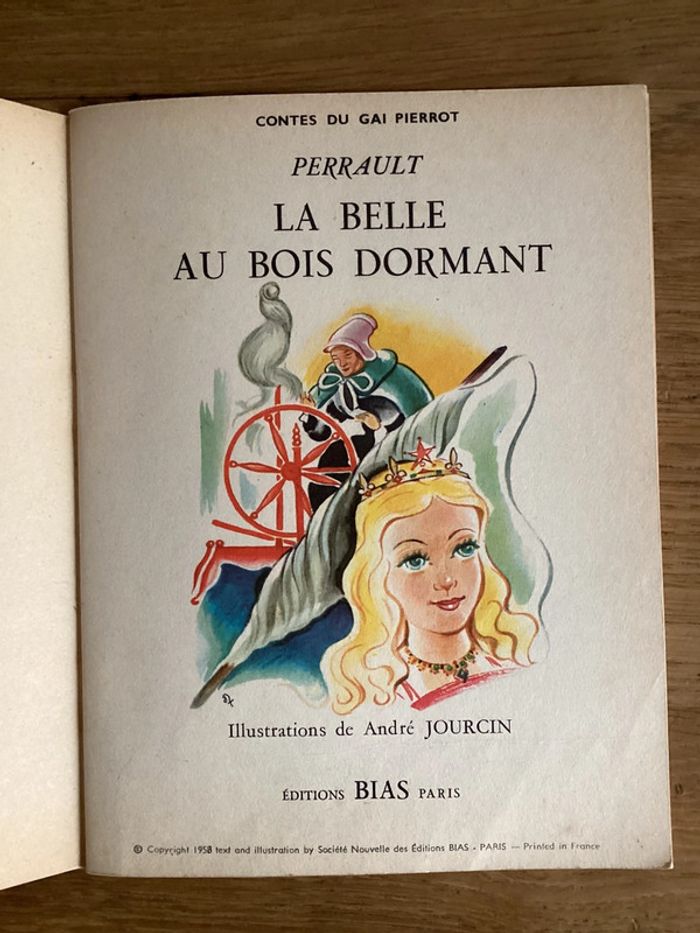 CONTES DU GAI PIERROT
PERRAULT
LA BELLE
AU BOIS DORMANT
Illustrations de André JOURCIN
ÉDITIONS BIAS PARIS
© Copyright 1958 text and illustration by Société Nouvelle des Éditions BIAS - PARIS — Printed in France